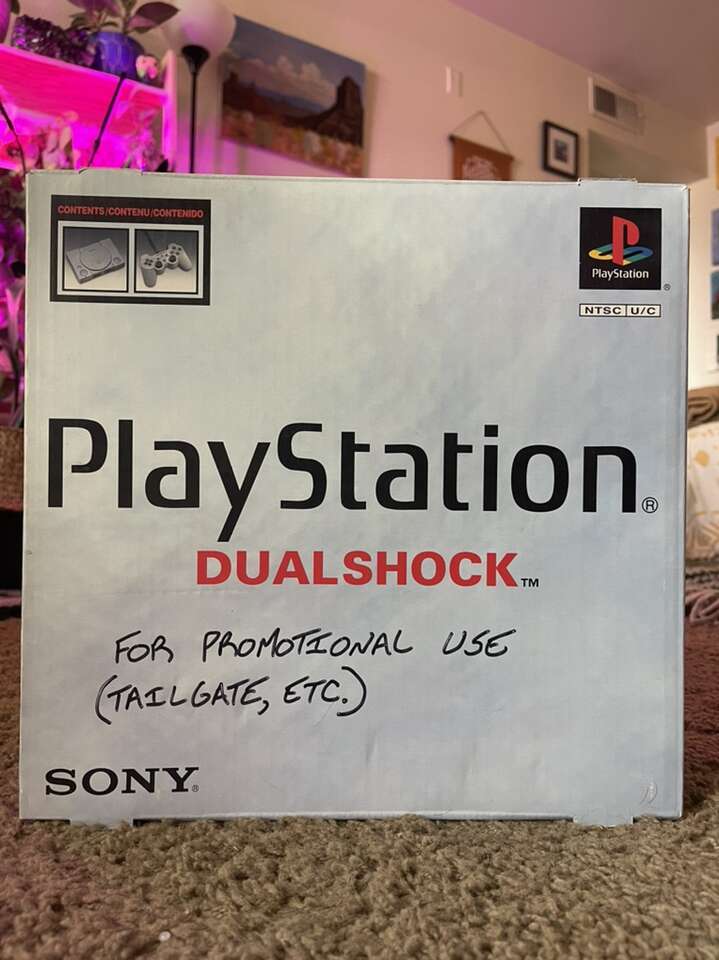 CONTENTS/CONTENU/CONTENIDO
PlayStation®
NTSC U/C
PlayStation®
DUALSHOCK™
FOR PROMOTIONAL USE
(TAILGATE, ETC.)
SONY®